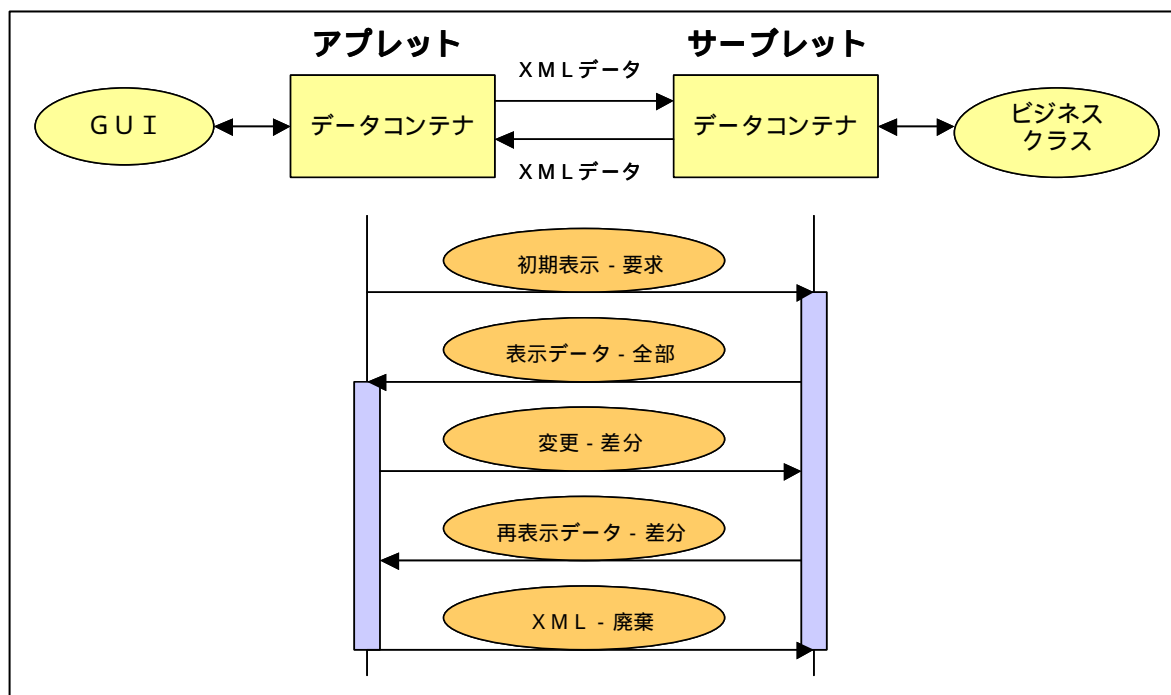 アプレット
サーブレット
ＸＭＬデータ
ＧＵＩ
データコンテナ
データコンテナ
ビジネス
クラス
ＸＭＬデータ
初期表示 - 要求
表示データ - 全部
変更 - 差分
再表示データ - 差分
ＸＭＬ - 廃棄